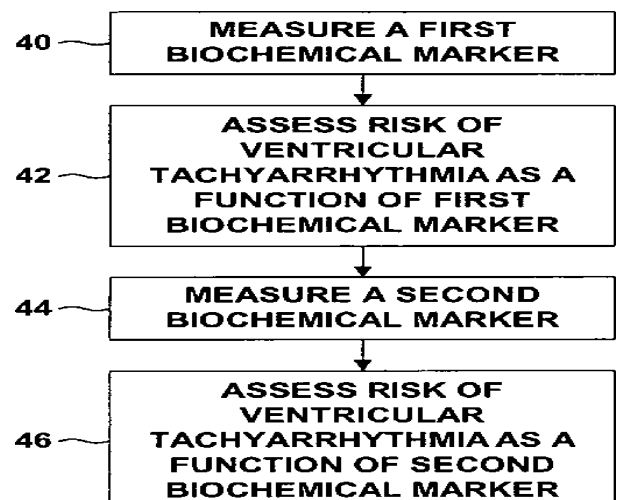 40
MEASURE A FIRST
BIOCHEMICAL MARKER
42
ASSESS RISK OF
VENTRICULAR
TACHYARRHYTHMIA AS A
FUNCTION OF FIRST
BIOCHEMICAL MARKER
44
MEASURE A SECOND
BIOCHEMICAL MARKER
46
ASSESS RISK OF
VENTRICULAR
TACHYARRHYTHMIA AS A
FUNCTION OF SECOND
BIOCHEMICAL MARKER